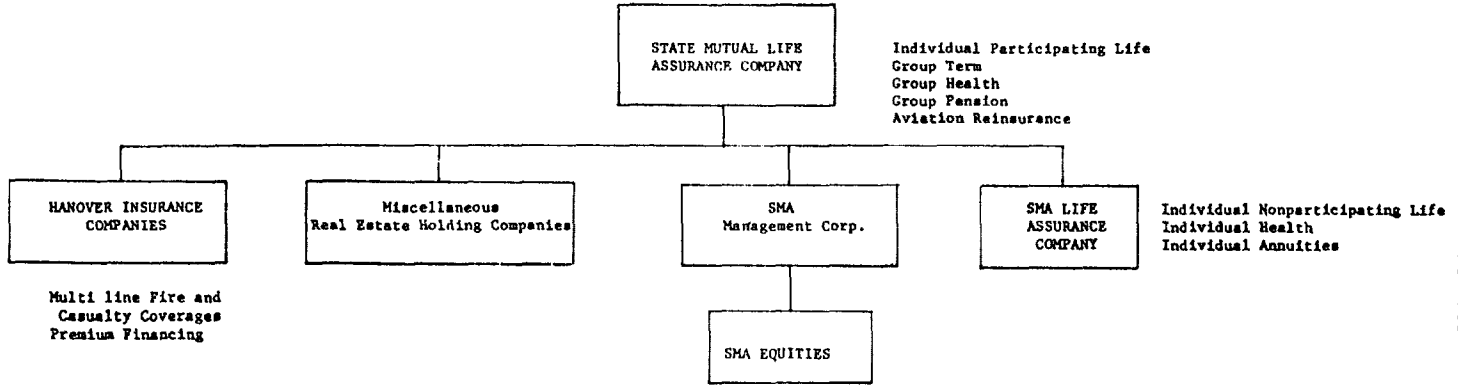 STATE MUTUAL LIFE
ASSURANCE COMPANY
Individual Participating Life
Group Term
Group Health
Group Pension
Aviation Reinsurance
HANOVER INSURANCE
COMPANIES
Multi line Fire and
Casualty Coverages
Premium Financing
Miscellaneous
Real Estate Holding Companies
SMA
Management Corp.
SMA EQUITIES
SMA LIFE
ASSURANCE
COMPANY
Individual Nonparticipating Life
Individual Health
Individual Annuities